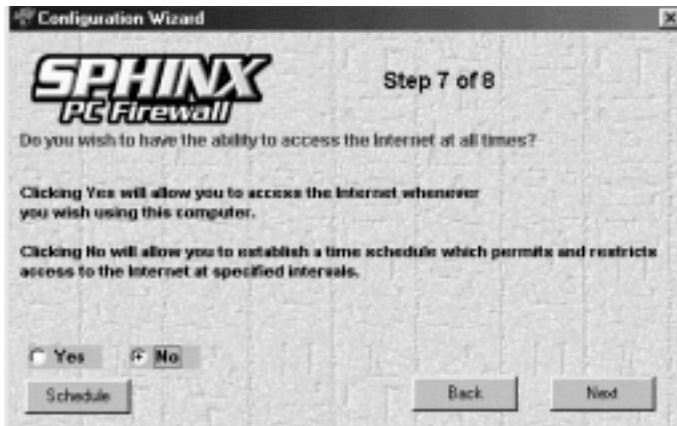 Configuration Wizard
SPHINX
PC Firewall
Step 7 of 8
Do you wish to have the ability to access the Internet at all times?
Clicking Yes will allow you to access the Internet whenever
you wish using this computer.
Clicking No will allow you to establish a time schedule which permits and restricts
access to the Internet at specified intervals.
Yes No
Schedule Back Next